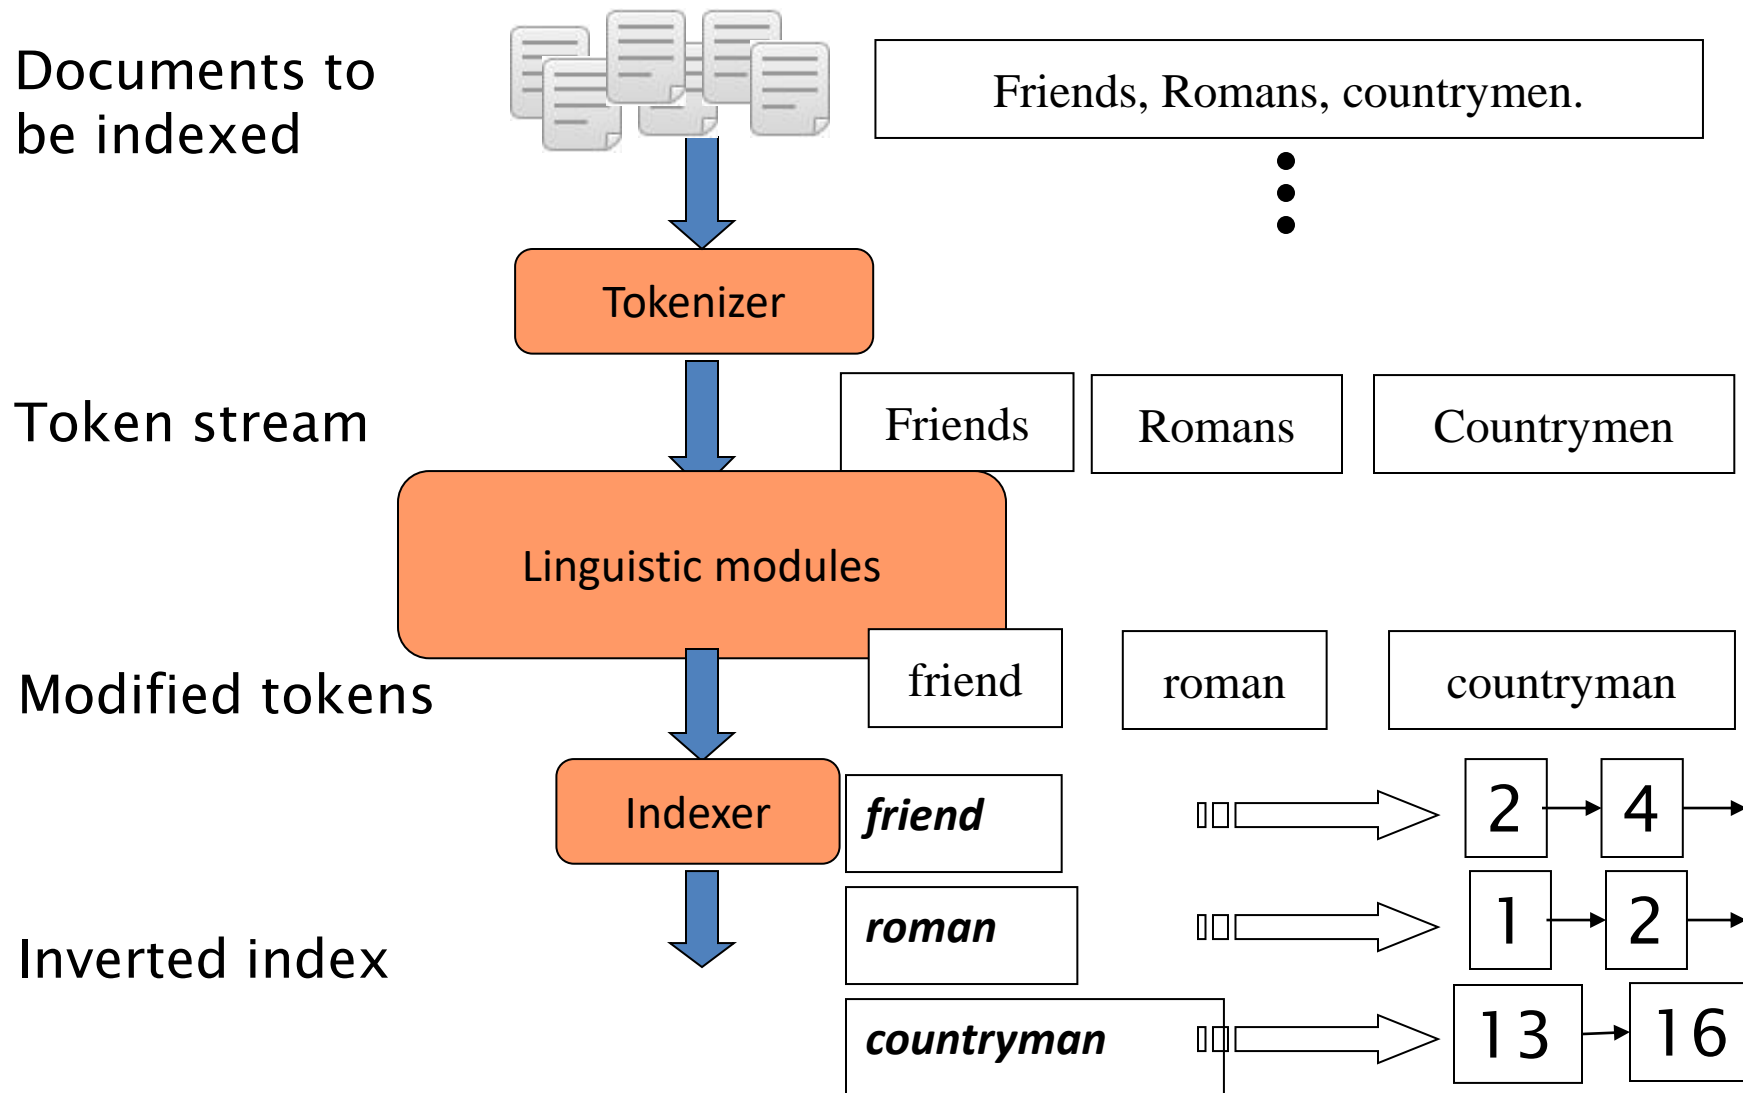 Documents to
be indexed
Friends, Romans, countrymen.
Tokenizer
Token stream
Friends
Romans
Countrymen
Linguistic modules
Modified tokens
friend
roman
countryman
Indexer
friend
2
4
roman
1
2
Inverted index
countryman
13
16